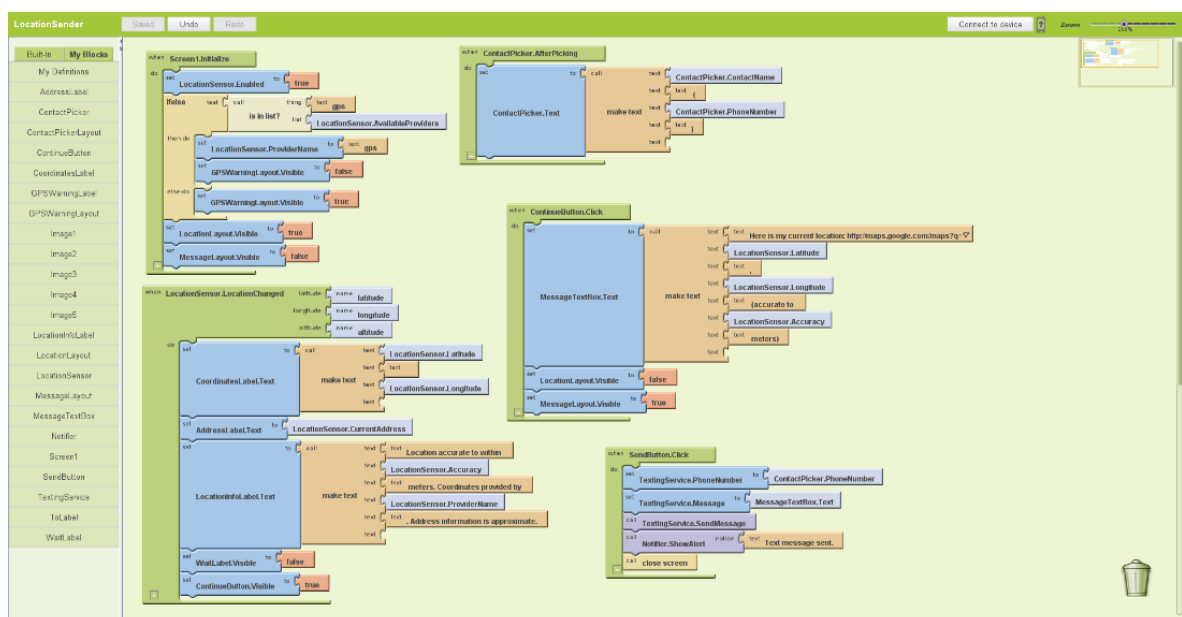 LocationSender
Saved Undo Redo
Connect to device Zoom
Built-In My Blocks
My Definitions
AddressLabel
ContactPicker
ContactPickerLayout
ContinueButton
CoordinatesLabel
GPSWarningLabel
GPSWarningLayout
Image1
Image2
Image3
Image4
Image5
LocationInfoLabel
LocationLayout
LocationSensor
MessageLayout
MessageTextBox
Notifier
Screen1
SendButton
TextingService
ToLabel
WaitLabel
when Screen1.Initialize
do set LocationSensor.Enabled to true
ifelse test call is in list? thing text gps
list LocationSensor.AvailableProviders
then-do set LocationSensor.ProviderName to text gps
set GPSWarningLayout.Visible to false
else-do set GPSWarningLayout.Visible to true
set LocationLayout.Visible to true
set MessageLayout.Visible to false
when LocationSensor.LocationChanged latitude name latitude
longitude name longitude
altitude name altitude
do set CoordinatesLabel.Text to call make text text LocationSensor.Latitude
text text
text LocationSensor.Longitude
text
set AddressLabel.Text to LocationSensor.CurrentAddress
set LocationInfoLabel.Text to call make text text text Location accurate to within
text LocationSensor.Accuracy
text text meters. Coordinates provided by
text LocationSensor.ProviderName
text text . Address information is approximate.
text
set WaitLabel.Visible to false
set ContinueButton.Visible to true
when ContactPicker.AfterPicking
do set ContactPicker.Text to call make text text ContactPicker.ContactName
text text (
text ContactPicker.PhoneNumber
text text )
text
when ContinueButton.Click
do set MessageTextBox.Text to call make text text text Here is my current location: http://maps.google.com/maps?q=
text LocationSensor.Latitude
text text ,
text LocationSensor.Longitude
text text (accurate to
text LocationSensor.Accuracy
text text meters)
text
set LocationLayout.Visible to false
set MessageLayout.Visible to true
when SendButton.Click
do set TextingService.PhoneNumber to ContactPicker.PhoneNumber
set TextingService.Message to MessageTextBox.Text
call TextingService.SendMessage
call Notifier.ShowAlert notice text Text message sent.
call close screen